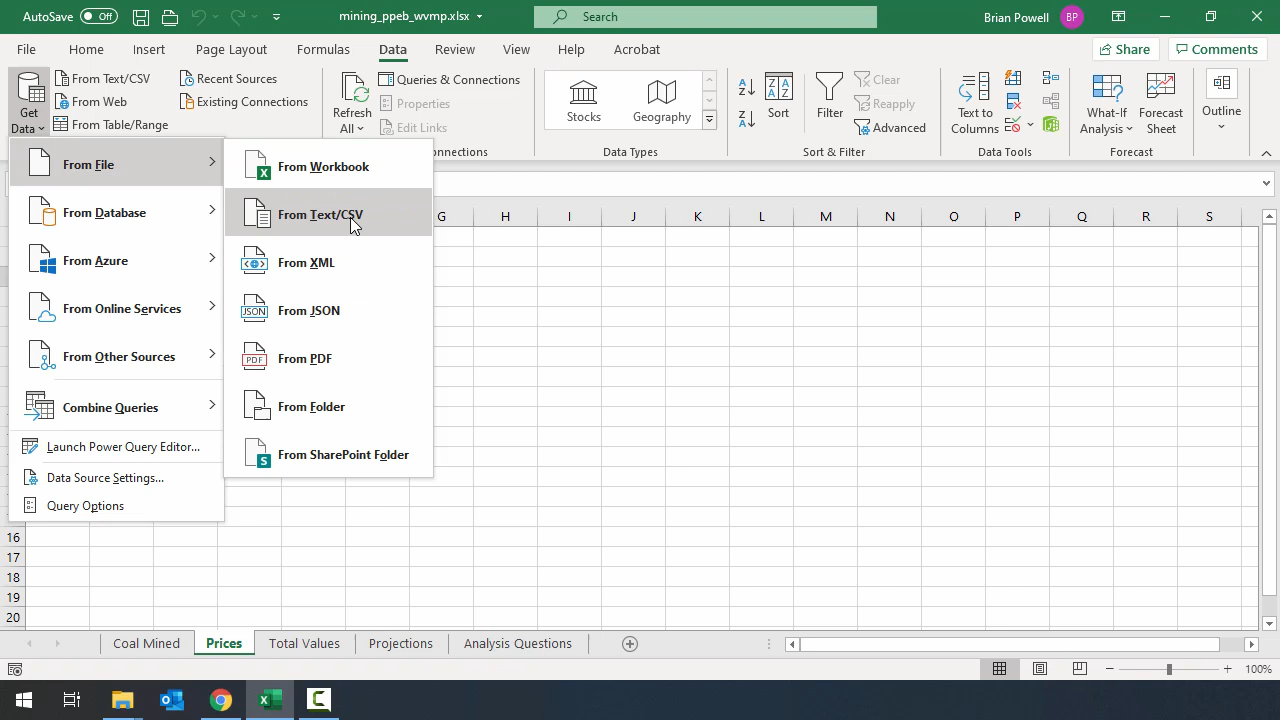 AutoSave Off mining_ppeb_wvmp.xlsx Search Brian Powell BP
File Home Insert Page Layout Formulas Data Review View Help Acrobat Share Comments
Get Data
From Text/CSV
From Web
From Table/Range
Recent Sources
Existing Connections
Refresh All
Queries & Connections
Properties
Edit Links
Stocks
Geography
Sort
Filter
Clear
Reapply
Advanced
Text to Columns
What-If Analysis
Forecast Sheet
Outline
nnections
Data Types
Sort & Filter
Data Tools
Forecast
From File
From Database
From Azure
From Online Services
From Other Sources
Combine Queries
Launch Power Query Editor...
Data Source Settings...
Query Options
From Workbook
From Text/CSV
From XML
From JSON
JSON
From PDF
PDF
From Folder
From SharePoint Folder
G H I J K L M N O P Q R S
16
17
18
19
20
Coal Mined Prices Total Values Projections Analysis Questions
100%